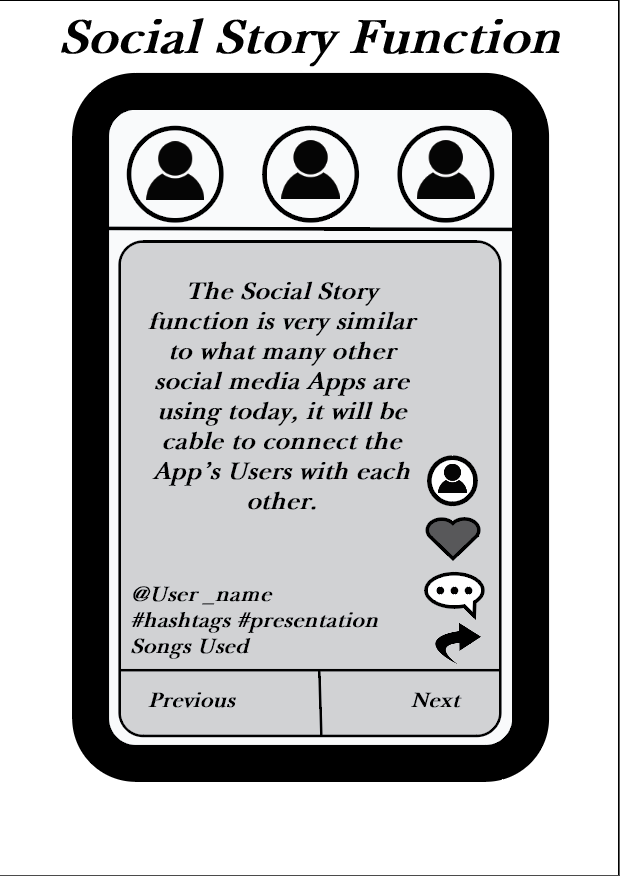 Social Story Function
The Social Story
function is very similar
to what many other
social media Apps are
using today, it will be
cable to connect the
App's Users with each
other.
@User_name
#hashtags #presentation
Songs Used
Previous
Next